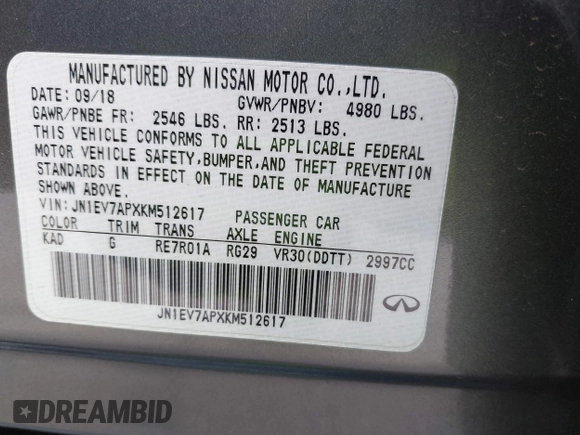 MANUFACTURED BY NISSAN MOTOR CO.,LTD.
DATE: 09/18 GVWR/PNBV: 4980 LBS.
GAWR/PNBE FR: 2546 LBS. RR: 2513 LBS.
THIS VEHICLE CONFORMS TO ALL APPLICABLE FEDERAL
MOTOR VEHICLE SAFETY,BUMPER,AND THEFT PREVENTION
STANDARDS IN EFFECT ON THE DATE OF MANUFACTURE
SHOWN ABOVE.
VIN: JN1EV7APXKM512617 PASSENGER CAR
COLOR TRIM TRANS AXLE ENGINE
KAD G RE7R01A RG29 VR30(DDTT) 2997CC
JN1EV7APXKM512617
DREAMBID